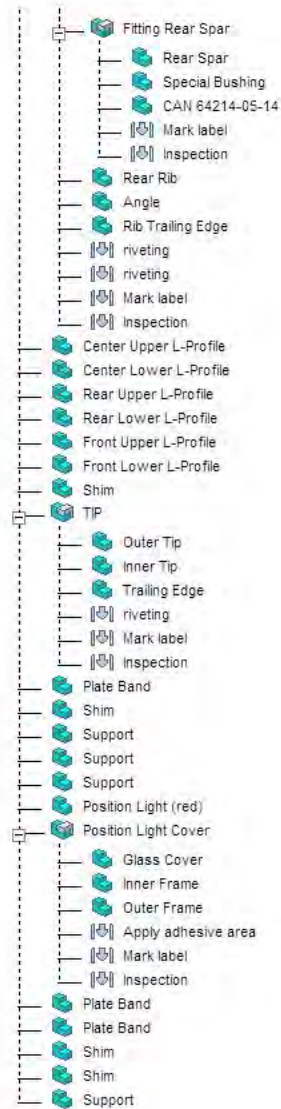 Fitting Rear Spar
Rear Spar
Special Bushing
CAN 64214-05-14
Mark label
Inspection
Rear Rib
Angle
Rib Trailing Edge
riveting
riveting
Mark label
Inspection
Center Upper L-Profile
Center Lower L-Profile
Rear Upper L-Profile
Rear Lower L-Profile
Front Upper L-Profile
Front Lower L-Profile
Shim
TIP
Outer Tip
Inner Tip
Trailing Edge
riveting
Mark label
Inspection
Plate Band
Shim
Support
Support
Support
Position Light (red)
Position Light Cover
Glass Cover
Inner Frame
Outer Frame
Apply adhesive area
Mark label
Inspection
Plate Band
Plate Band
Shim
Shim
Support